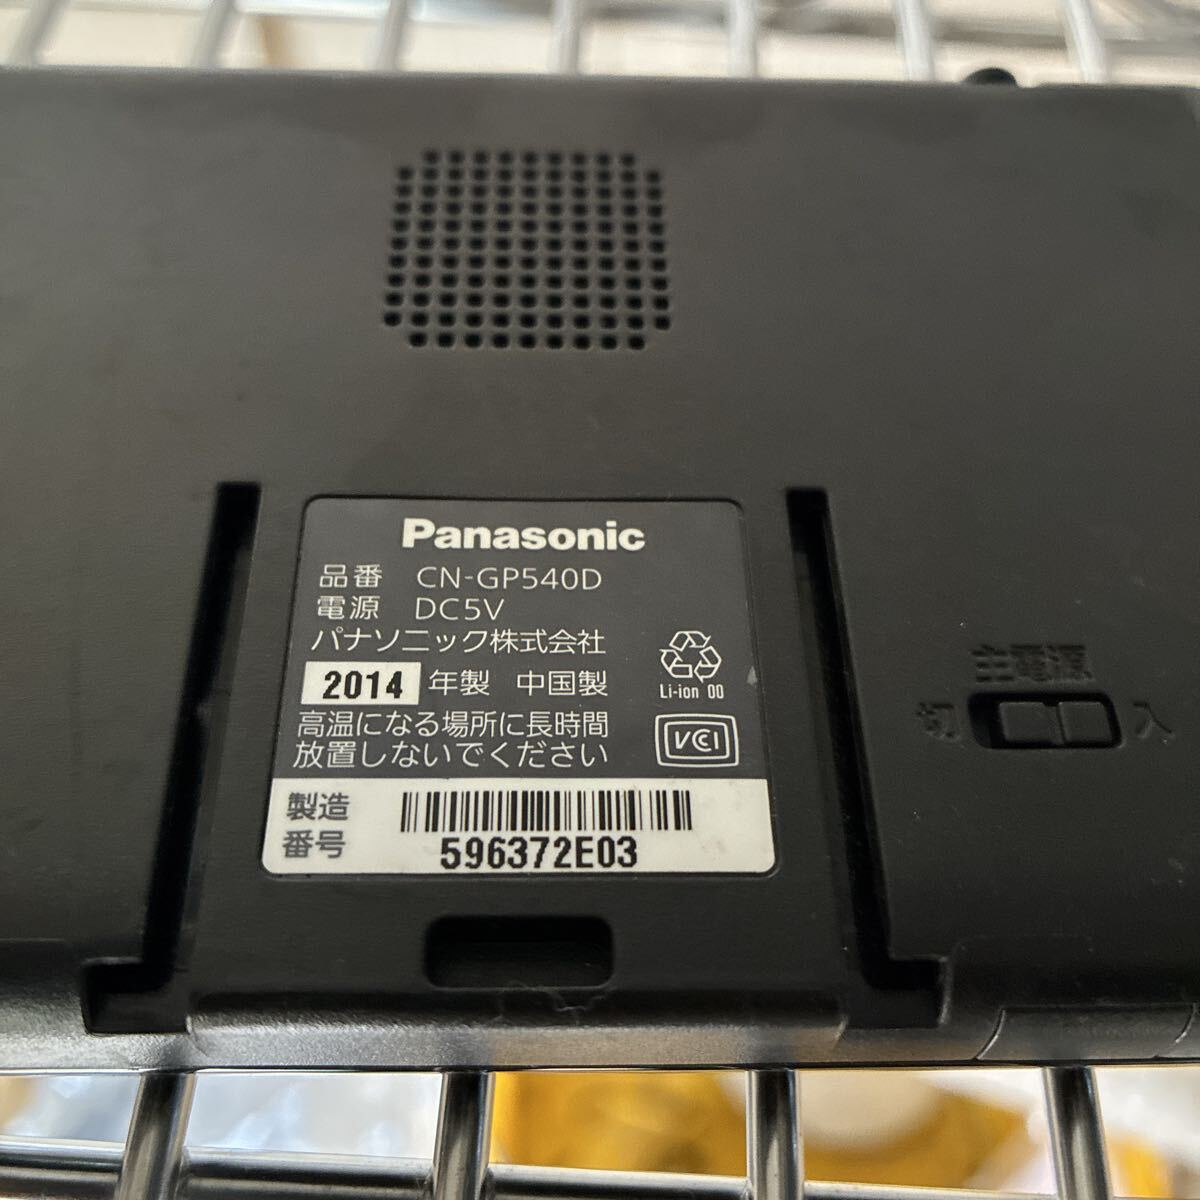 Panasonic
品番 CN-GP540D
電源 DC5V
パナソニック株式会社
2014 年製 中国製
Li-ion 00
高温になる場所に長時間
放置しないでください
VCCI
製造
番号
596372E03
主電源
切 入